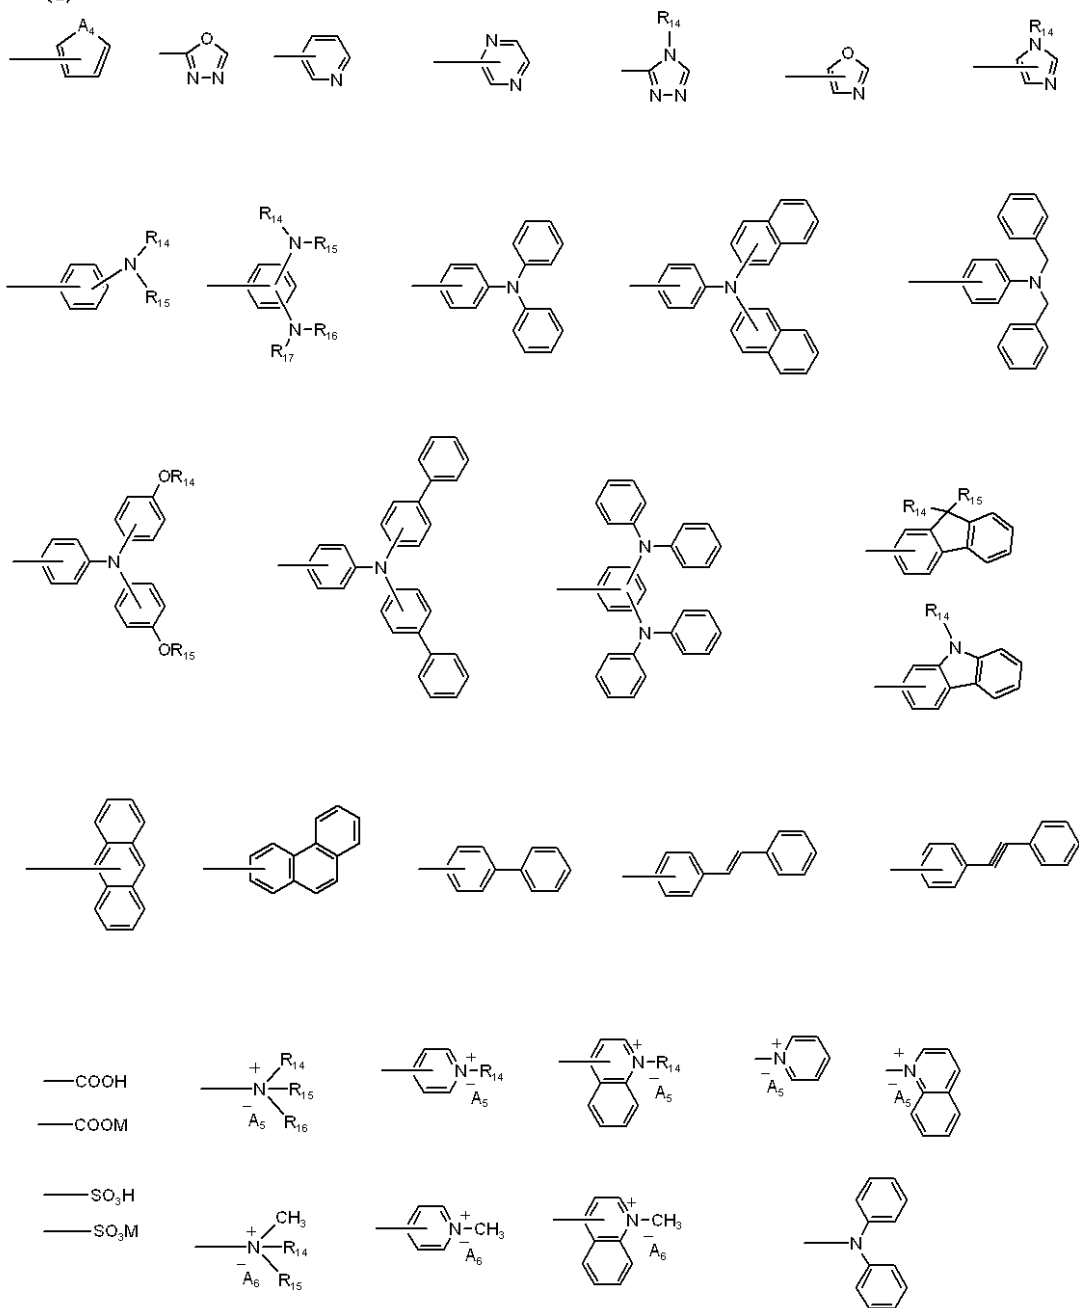 A4 O N N N N N R14 N N N O N R14 N N
R14 N R15 R14 N R15 N R16 R17 N N N
OR14 N OR15 N N N R14 R15 R14 N
COOH
COOM
+ N R14 R15 R16 − A5
+ N R14 − A5
+ N R14 − A5
+ N − A5
+ N − A5
SO3H
SO3M
+ N CH3 R14 R15 − A6
+ N CH3 − A6
+ N CH3 − A6
N